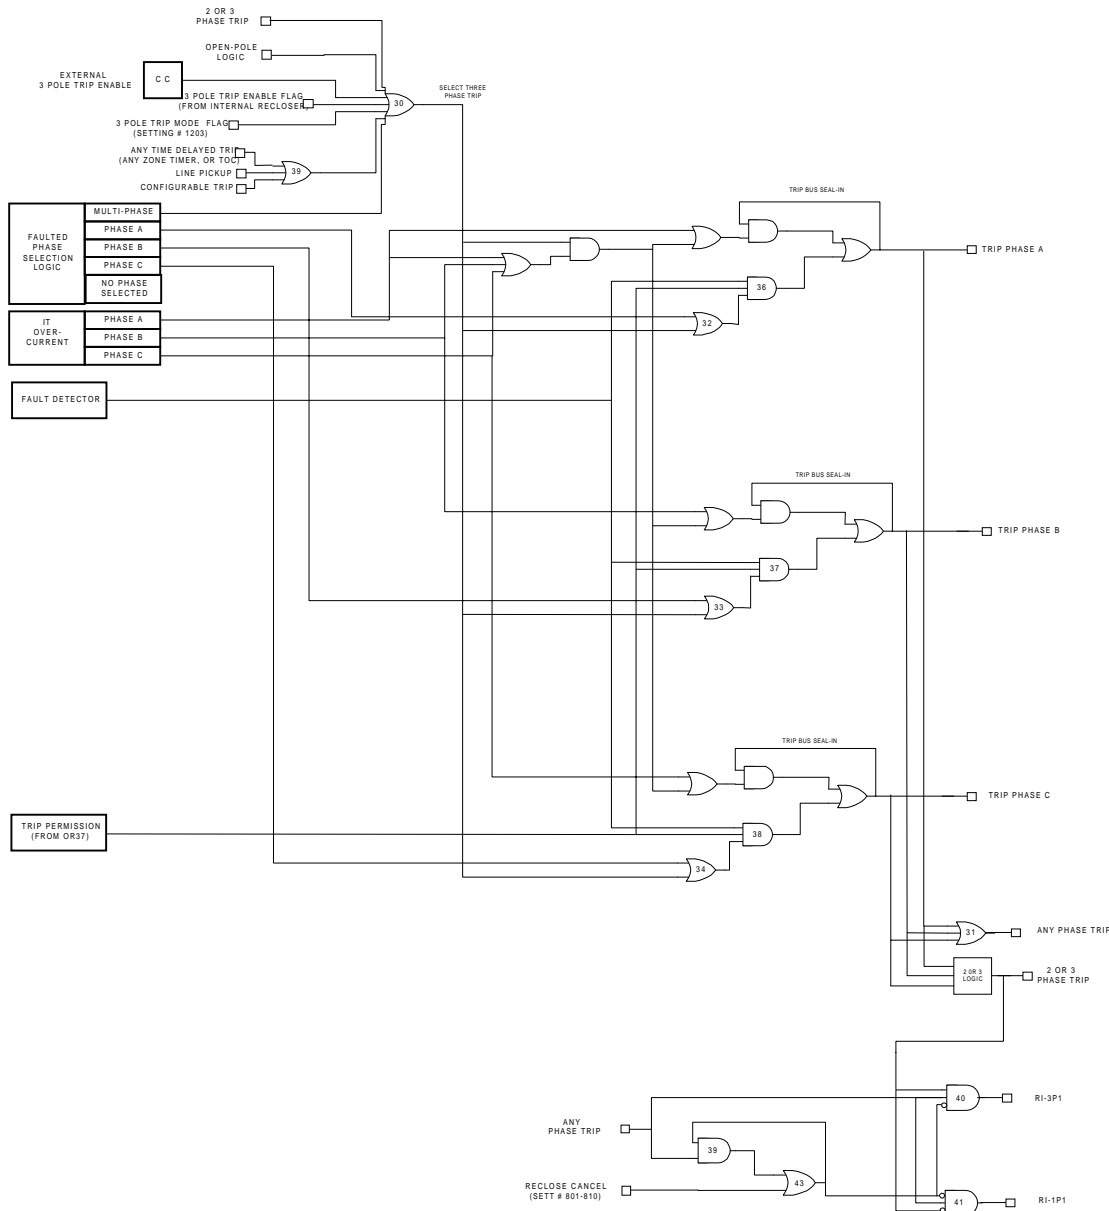 2 OR 3
PHASE TRIP
OPEN-POLE
LOGIC
EXTERNAL
3 POLE TRIP ENABLE
C C
3 POLE TRIP ENABLE FLAG
(FROM INTERNAL RECLOSER)
3 POLE TRIP MODE FLAG
(SETTING # 1203)
30
SELECT THREE
PHASE TRIP
ANY TIME DELAYED TRIP
(ANY ZONE TIMER, OR TOC)
LINE PICKUP
CONFIGURABLE TRIP
39
FAULTED
PHASE
SELECTION
LOGIC
MULTI-PHASE
PHASE A
PHASE B
PHASE C
NO PHASE
SELECTED
IT
OVER-
CURRENT
PHASE A
PHASE B
PHASE C
FAULT DETECTOR
TRIP BUS SEAL-IN
TRIP PHASE A
36
32
TRIP BUS SEAL-IN
TRIP PHASE B
37
33
TRIP BUS SEAL-IN
TRIP PHASE C
TRIP PERMISSION
(FROM OR37)
38
34
31
ANY PHASE TRIP
2 OR 3
LOGIC
2 OR 3
PHASE TRIP
40
RI-3P1
ANY
PHASE TRIP
39
RECLOSE CANCEL
(SETT # 801-810)
43
41
RI-1P1